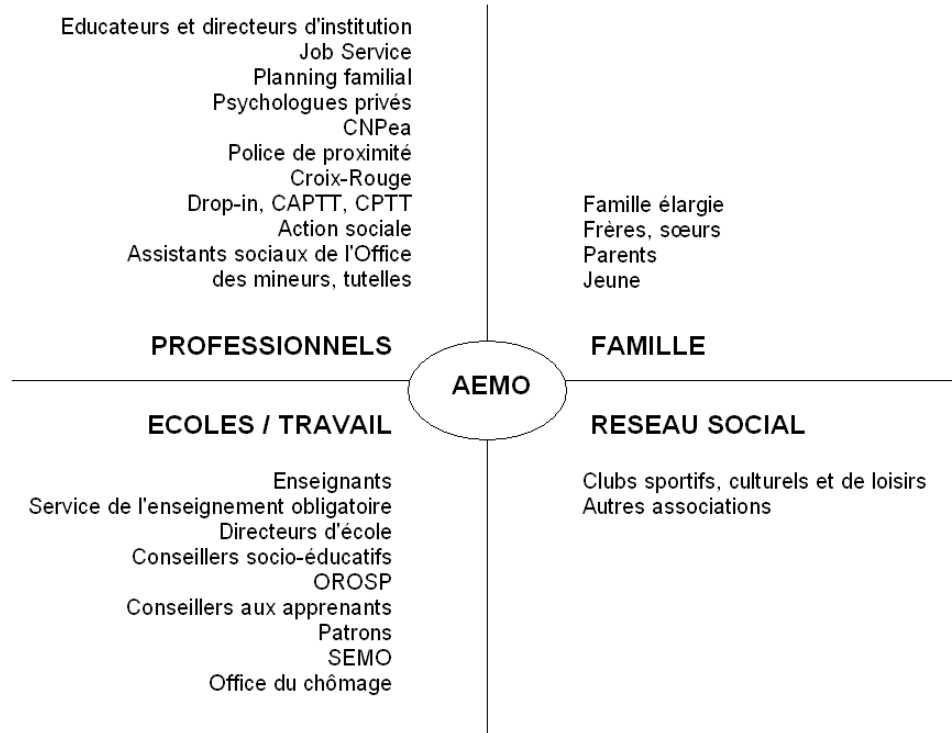 Educateurs et directeurs d'institution
Job Service
Planning familial
Psychologues privés
CNPea
Police de proximité
Croix-Rouge
Drop-in, CAPTT, CPTT
Action sociale
Assistants sociaux de l'Office
des mineurs, tutelles
PROFESSIONNELS
Famille élargie
Frères, sœurs
Parents
Jeune
FAMILLE
AEMO
ECOLES / TRAVAIL
Enseignants
Service de l'enseignement obligatoire
Directeurs d'école
Conseillers socio-éducatifs
OROSP
Conseillers aux apprenants
Patrons
SEMO
Office du chômage
RESEAU SOCIAL
Clubs sportifs, culturels et de loisirs
Autres associations